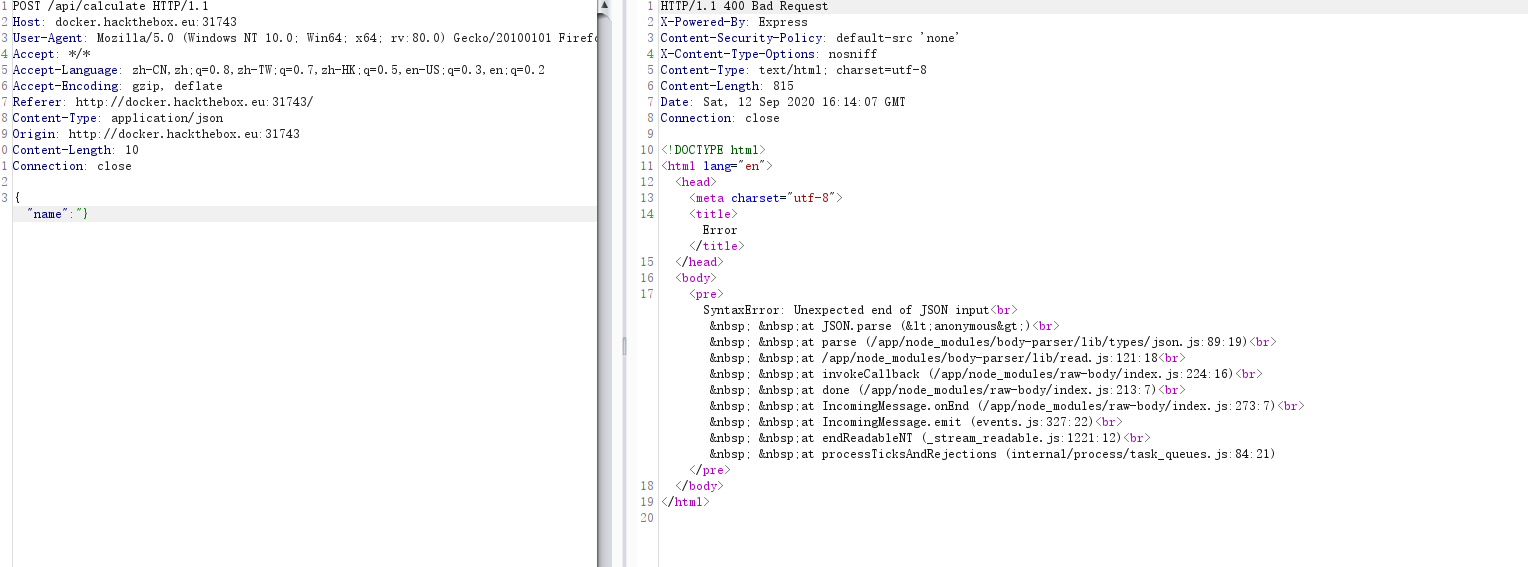 1 POST /api/calculate HTTP/1.1
2 Host: docker.hackthebox.eu:31743
3 User-Agent: Mozilla/5.0 (Windows NT 10.0; Win64; x64; rv:80.0) Gecko/20100101 Firefo
4 Accept: */*
5 Accept-Language: zh-CN,zh;q=0.8,zh-TW;q=0.7,zh-HK;q=0.5,en-US;q=0.3,en;q=0.2
6 Accept-Encoding: gzip, deflate
7 Referer: http://docker.hackthebox.eu:31743/
8 Content-Type: application/json
9 Origin: http://docker.hackthebox.eu:31743
0 Content-Length: 10
1 Connection: close
2
3 {
"name":"}
1 HTTP/1.1 400 Bad Request
2 X-Powered-By: Express
3 Content-Security-Policy: default-src 'none'
4 X-Content-Type-Options: nosniff
5 Content-Type: text/html; charset=utf-8
6 Content-Length: 815
7 Date: Sat, 12 Sep 2020 16:14:07 GMT
8 Connection: close
9
10 <!DOCTYPE html>
11 <html lang="en">
12 <head>
13 <meta charset="utf-8">
14 <title>
Error
</title>
15 </head>
16 <body>
17 <pre>
SyntaxError: Unexpected end of JSON input<br>
&nbsp; &nbsp;at JSON.parse (&lt;anonymous&gt;)<br>
&nbsp; &nbsp;at parse (/app/node_modules/body-parser/lib/types/json.js:89:19)<br>
&nbsp; &nbsp;at /app/node_modules/body-parser/lib/read.js:121:18<br>
&nbsp; &nbsp;at invokeCallback (/app/node_modules/raw-body/index.js:224:16)<br>
&nbsp; &nbsp;at done (/app/node_modules/raw-body/index.js:213:7)<br>
&nbsp; &nbsp;at IncomingMessage.onEnd (/app/node_modules/raw-body/index.js:273:7)<br>
&nbsp; &nbsp;at IncomingMessage.emit (events.js:327:22)<br>
&nbsp; &nbsp;at endReadableNT (_stream_readable.js:1221:12)<br>
&nbsp; &nbsp;at processTicksAndRejections (internal/process/task_queues.js:84:21)
</pre>
18 </body>
19 </html>
20